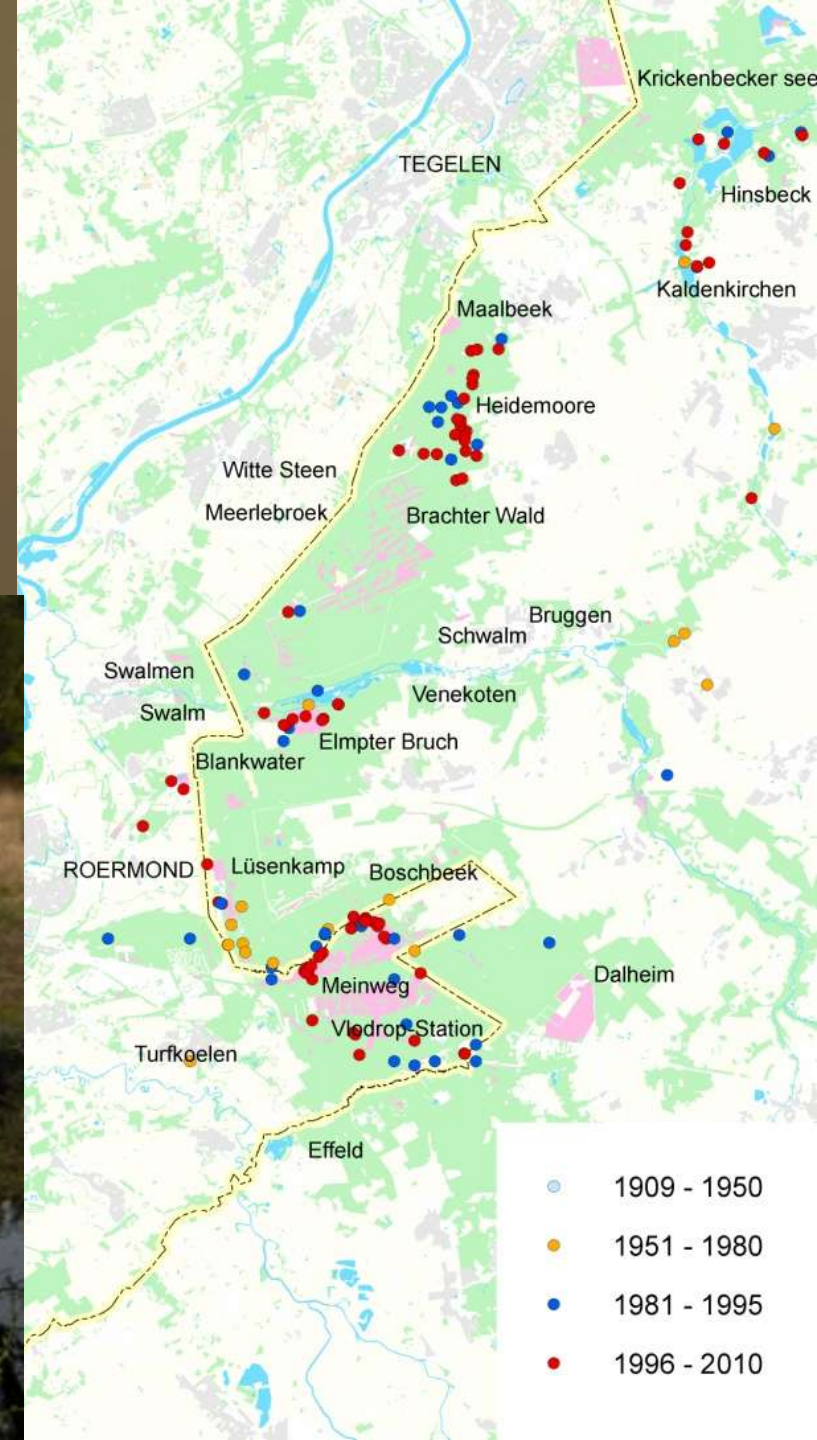 Krickenbecker see
TEGELEN
Hinsbeck
Kaldenkirchen
Maalbeek
Heidemoore
Witte Steen
Meerlebroek
Brachter Wald
Bruggen
Schwalm
Swalmen
Venekoten
Swalm
Elmpter Bruch
Blankwater
ROERMOND
Lüsenkamp
Boschbeek
Dalheim
Meinweg
Vlodrop-Station
Turfkoelen
Effeld
1909 - 1950
1951 - 1980
1981 - 1995
1996 - 2010